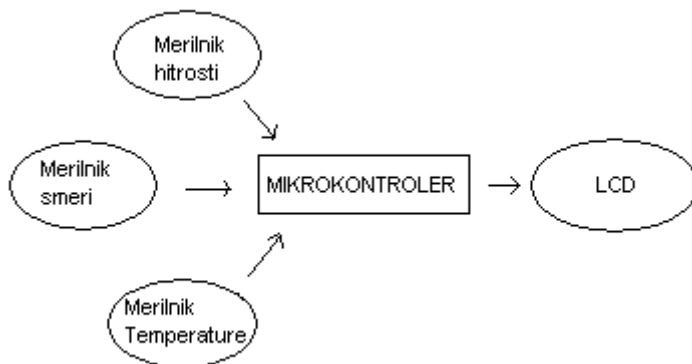 Merilnik
hitrosti
Merilnik
smeri
MIKROKONTROLER
LCD
Merilnik
Temperature